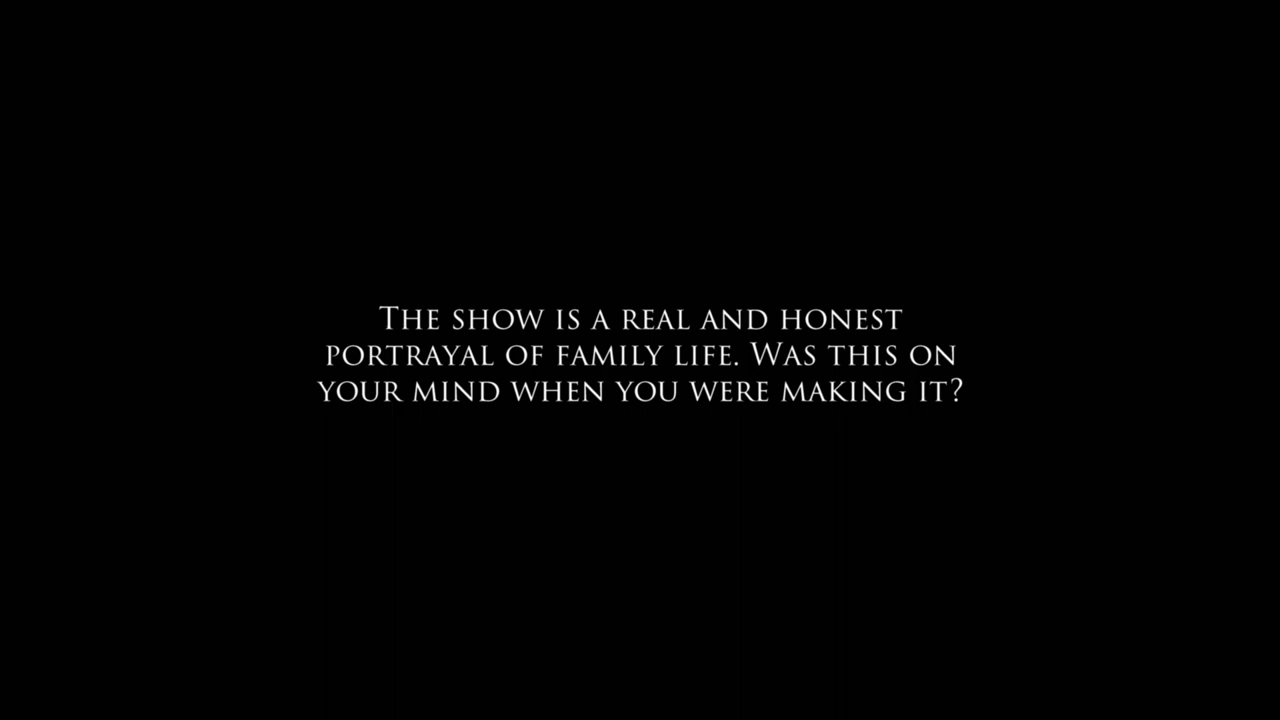 The show is a real and honest
portrayal of family life. Was this on
your mind when you were making it?